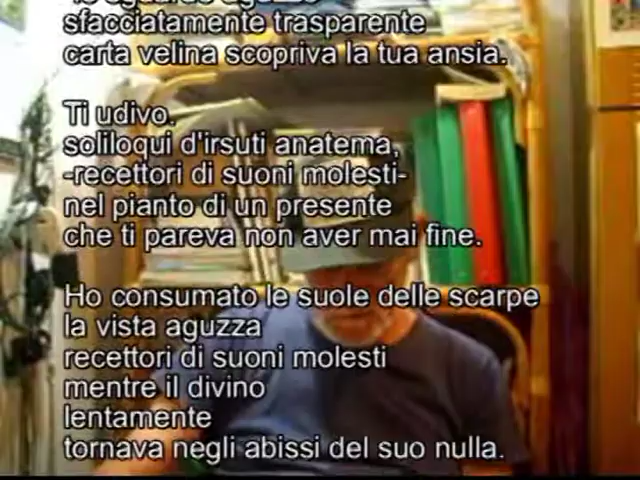 sfacciatamente trasparente
carta velina scopriva la tua ansia.
Ti udivo.
soliloqui d'irsuti anatema,
-recettori di suoni molesti-
nel pianto di un presente
che ti pareva non aver mai fine.
Ho consumato le suole delle scarpe
la vista aguzza
recettori di suoni molesti
mentre il divino
lentamente
tornava negli abissi del suo nulla.